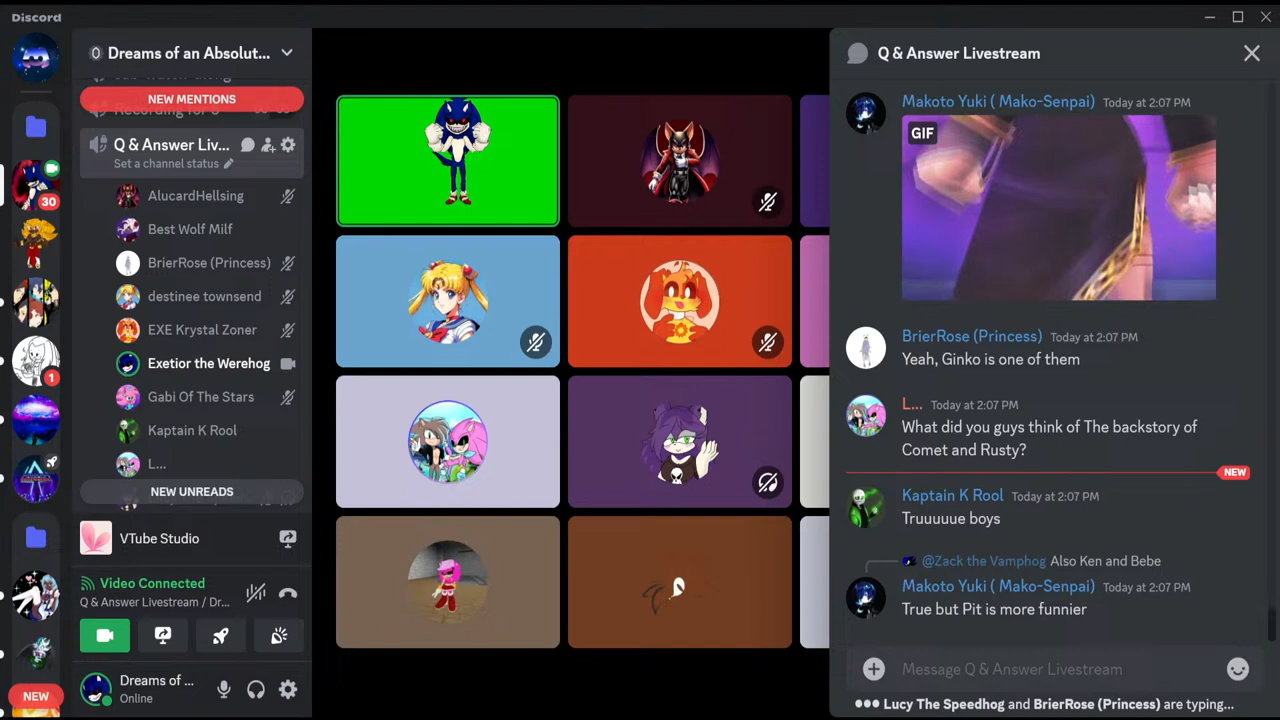 Discord
Dreams of an Absolut...
NEW MENTIONS
Q & Answer Liv...
Set a channel status
30
AlucardHellsing
Best Wolf Milf
BrierRose (Princess)
destinee townsend
EXE Krystal Zoner
Exetior the Werehog
1
Gabi Of The Stars
Kaptain K Rool
L...
NEW UNREADS
VTube Studio
Video Connected
Q & Answer Livestream / Dr...
Dreams of ...
Online
NEW
Q & Answer Livestream
Makoto Yuki ( Mako-Senpai) Today at 2:07 PM
GIF
BrierRose (Princess) Today at 2:07 PM
Yeah, Ginko is one of them
L... Today at 2:07 PM
What did you guys think of The backstory of
Comet and Rusty?
NEW
Kaptain K Rool Today at 2:07 PM
Truuuuue boys
@Zack the Vamphog Also Ken and Bebe
Makoto Yuki ( Mako-Senpai) Today at 2:07 PM
True but Pit is more funnier
Message Q & Answer Livestream
Lucy The Speedhog and BrierRose (Princess) are typing...